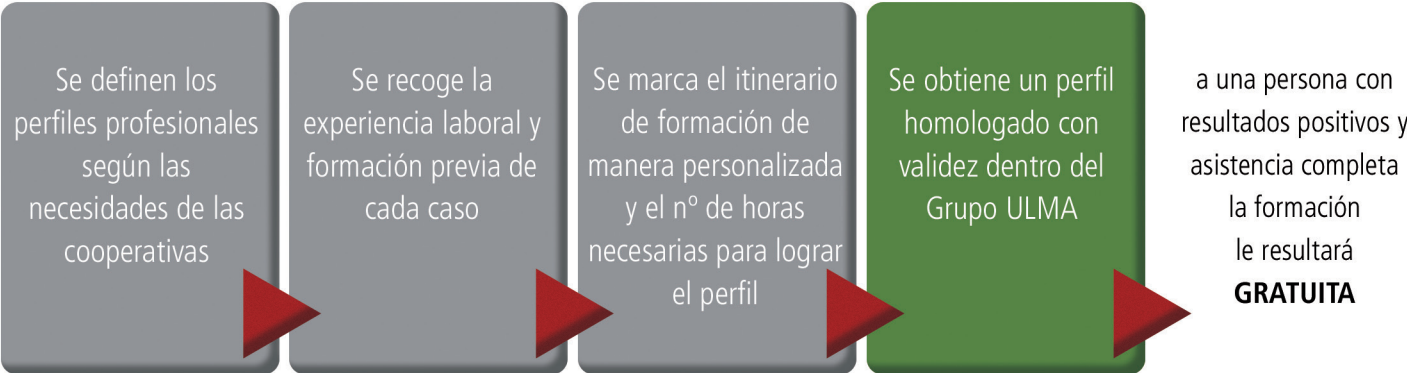 Se definen los
perfiles profesionales
según las
necesidades de las
cooperativas
Se recoge la
experiencia laboral y
formación previa de
cada caso
Se marca el itinerario
de formación de
manera personalizada
y el nº de horas
necesarias para lograr
el perfil
Se obtiene un perfil
homologado con
validez dentro del
Grupo ULMA
a una persona con
resultados positivos y
asistencia completa
la formación
le resultará
GRATUITA